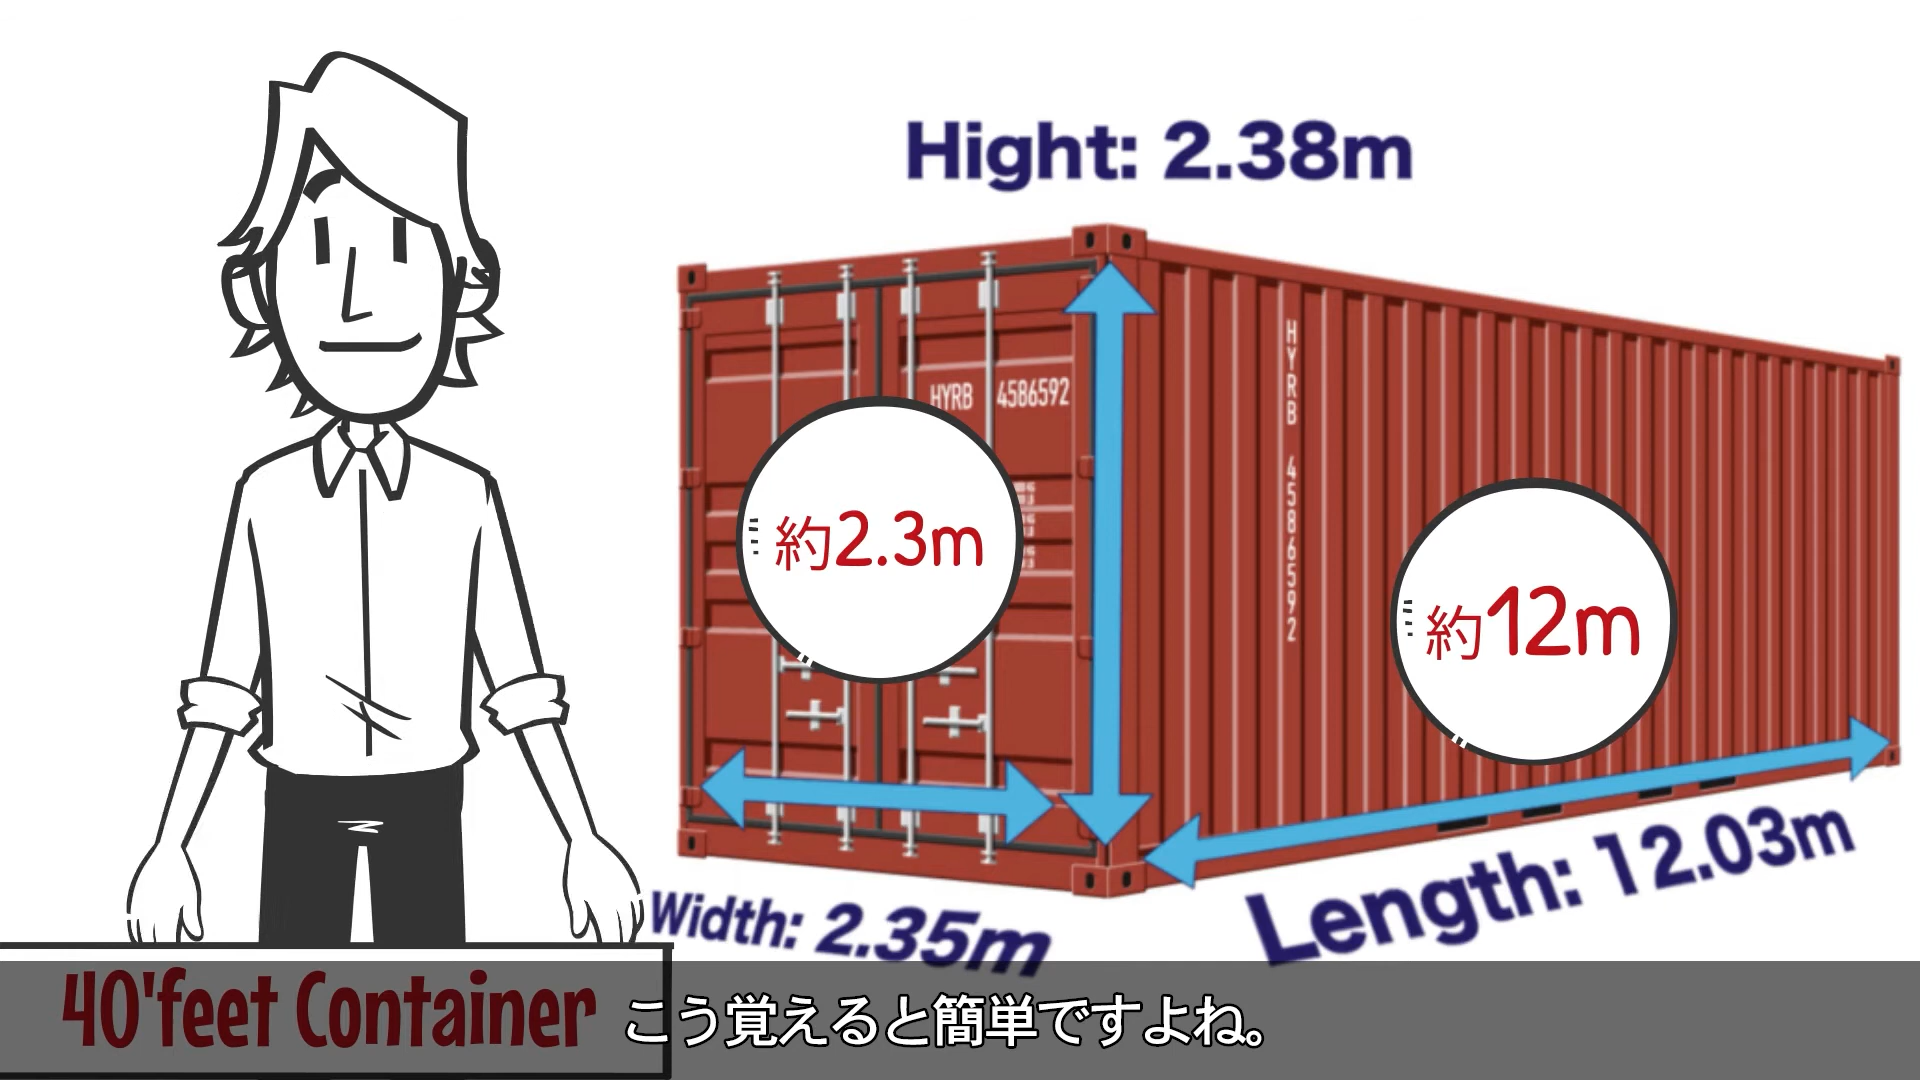 Hight: 2.38m
HYRB 4586592
HYRB 4586592
約2.3m
約12m
Width: 2.35m
Length: 12.03m
40'feet Container
こう覚えると簡単ですよね。